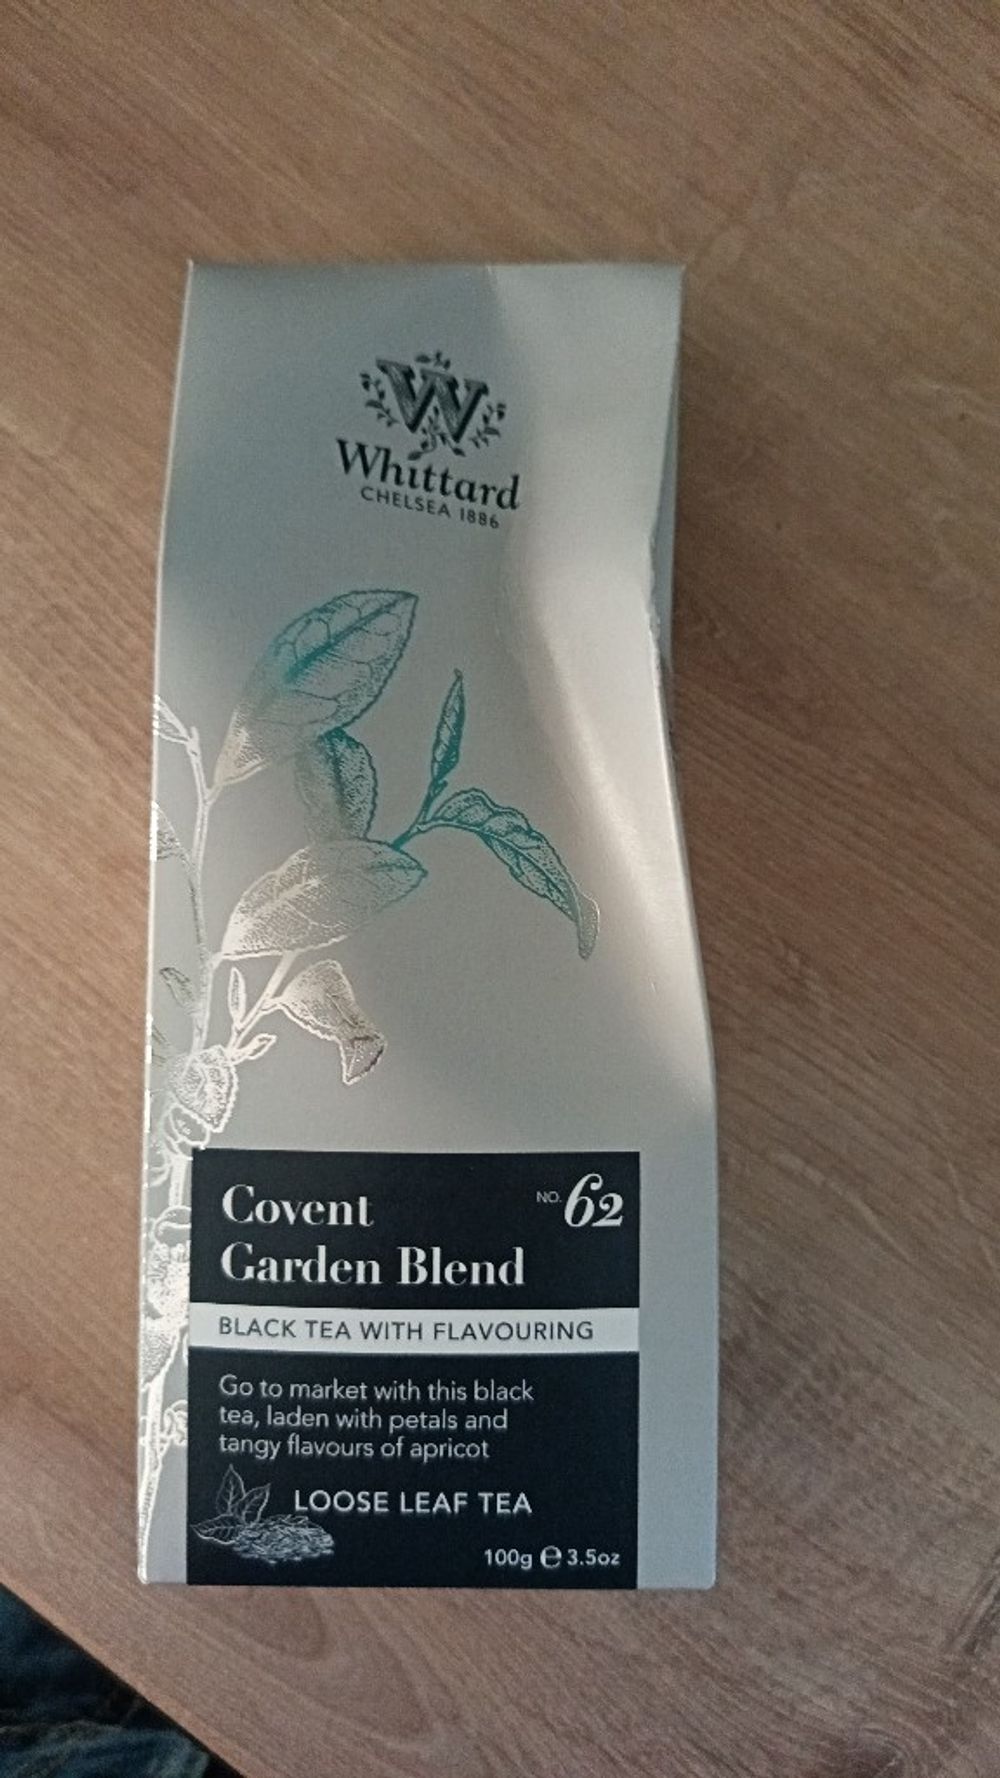 W
Whittard
CHELSEA 1886
Covent
Garden Blend
NO. 62
BLACK TEA WITH FLAVOURING
Go to market with this black
tea, laden with petals and
tangy flavours of apricot
LOOSE LEAF TEA
100g ℮ 3.5oz